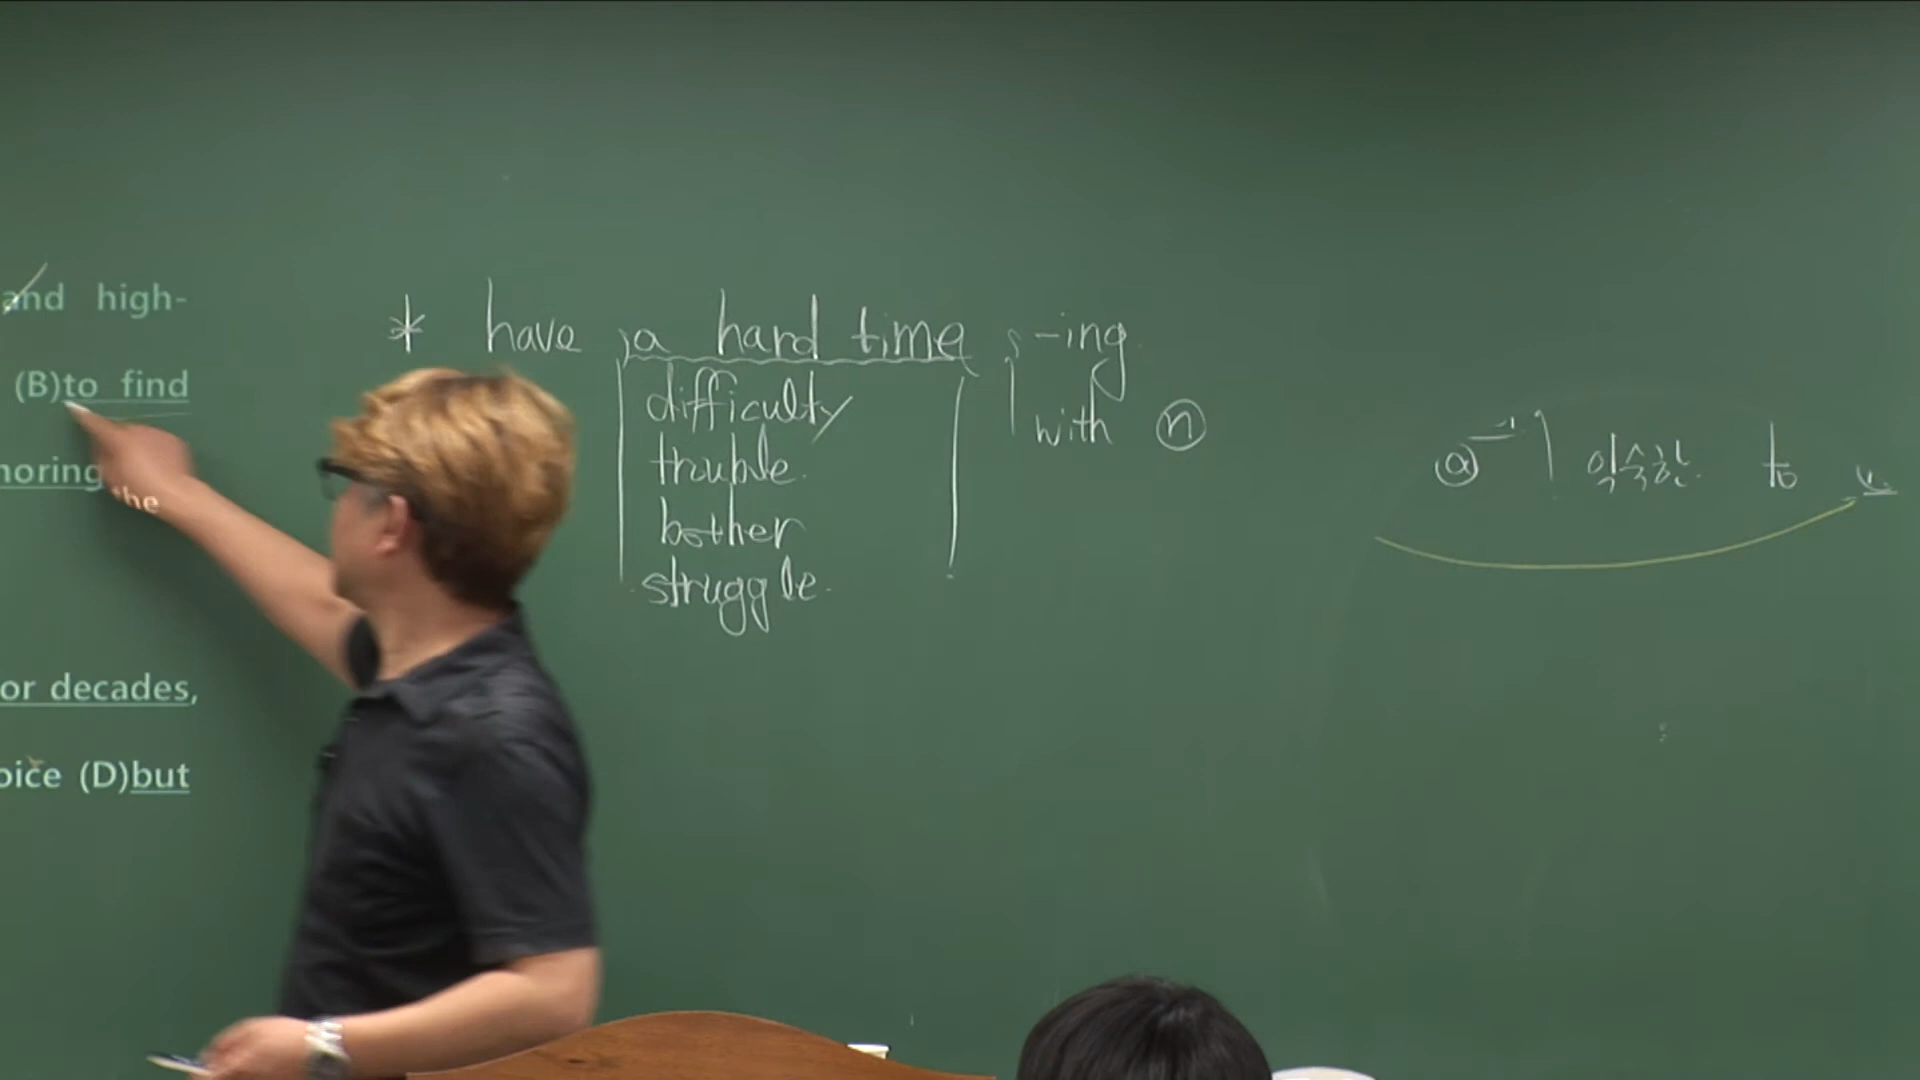 and high-
(B)to find
noring the
or decades,
oice (D)but
* have a hard time -ing
difficulty with n
trouble
bother
struggle
a 익숙한 to